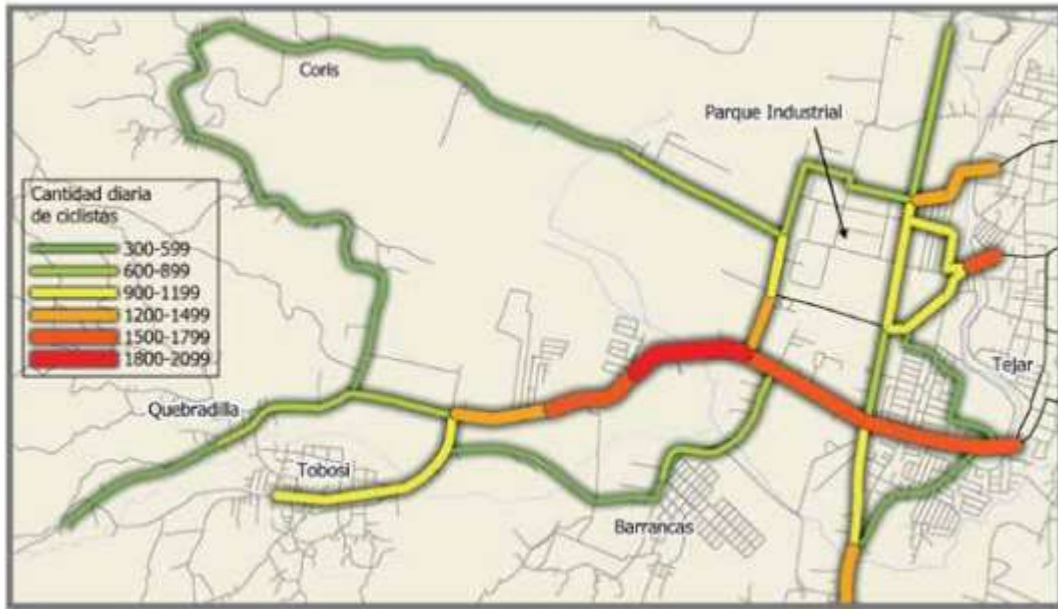 Coris
Parque Industrial
Cantidad diaria
de ciclistas
300-599
600-899
900-1199
1200-1499
1500-1799
1800-2099
Tejar
Quebradilla
Tobosi
Barrancas